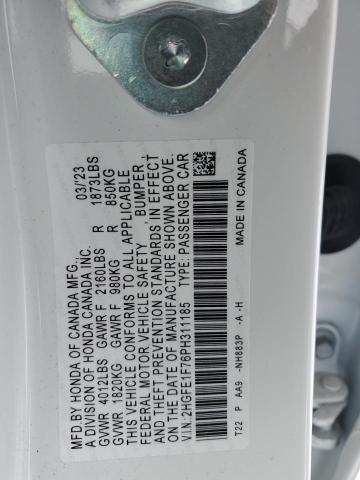 MFD. BY HONDA OF CANADA MFG.
A DIVISION OF HONDA CANADA INC. 03/'23
GVWR 4012LBS GAWR F 2160LBS R 1873LBS
GVWR 1820KG GAWR F 980KG R 850KG
THIS VEHICLE CONFORMS TO ALL APPLICABLE
FEDERAL MOTOR VEHICLE SAFETY , BUMPER ,
AND THEFT PREVENTION STANDARDS IN EFFECT
ON THE DATE OF MANUFACTURE SHOWN ABOVE.
V.I.N:2HGFE1F76PH311185 TYPE:PASSENGER CAR
T22 P AA9 -NH883P -A -H MADE IN CANADA